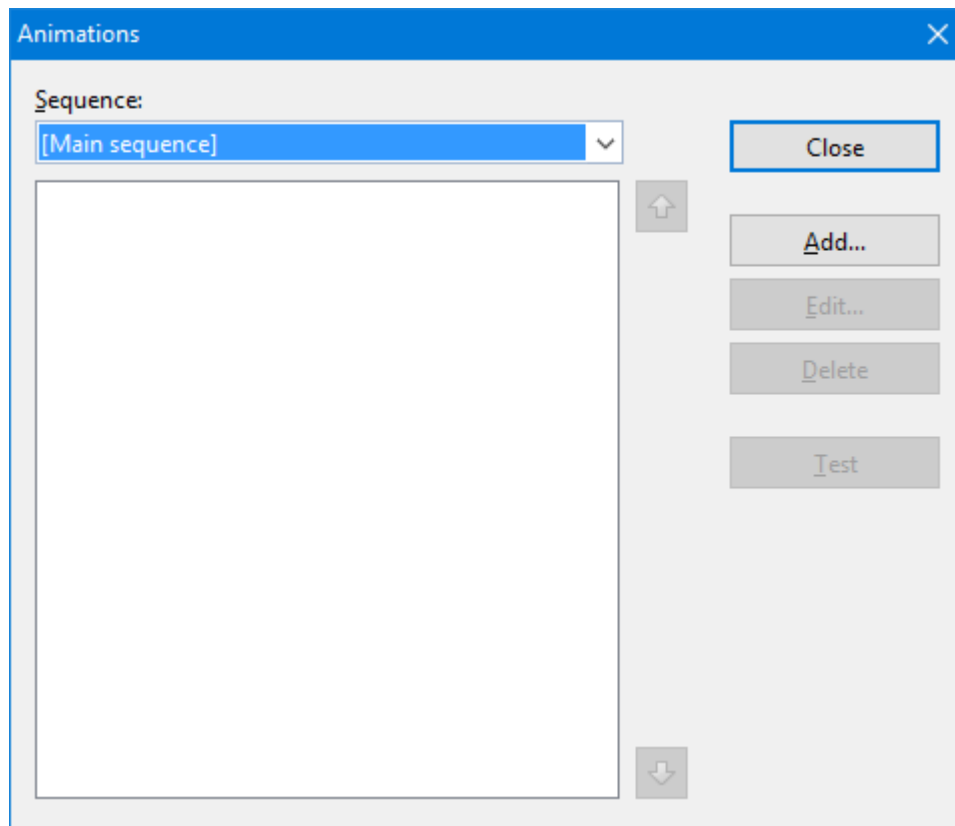 Animations
Sequence:
[Main sequence]
Close
Add...
Edit...
Delete
Test